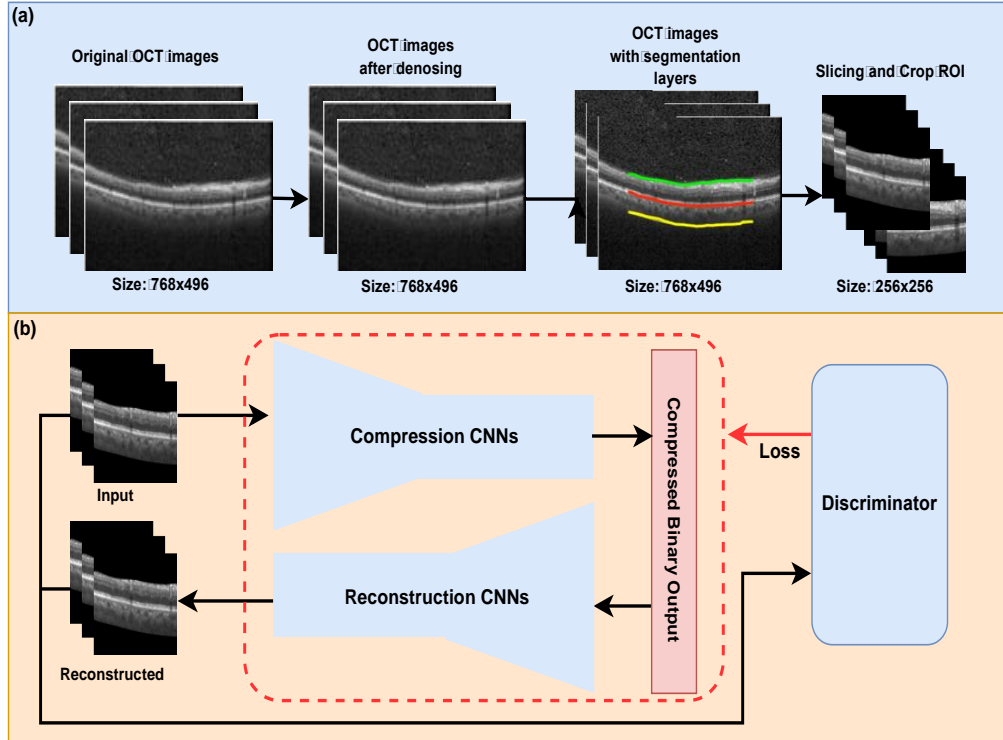 (a)
Original OCT images
OCT images
after denosing
OCT images
with segmentation
layers
Slicing and Crop ROI
Size: 768x496
Size: 768x496
Size: 768x496
Size: 256x256
(b)
Input
Compression CNNs
Compressed Binary Output
Loss
Discriminator
Reconstruction CNNs
Reconstructed